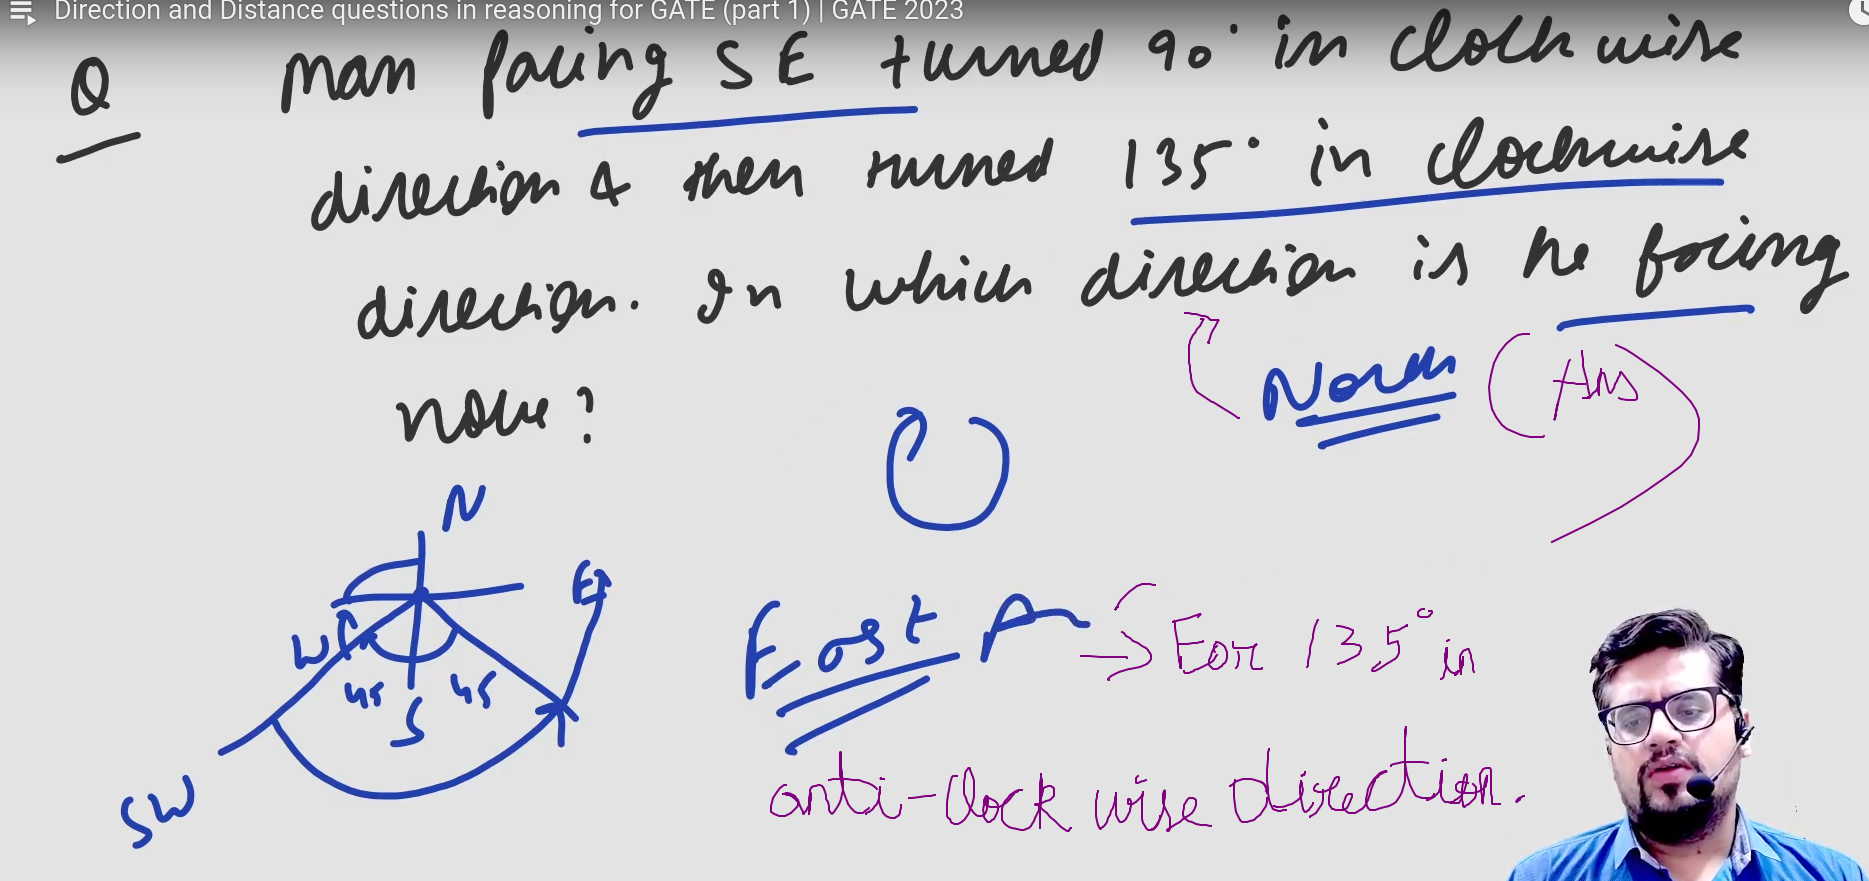 Direction and Distance questions in reasoning for GATE (part 1) | GATE 2023
Q Man facing SE turned 90° in clockwise
direction & then turned 135° in clockwise
direction. In which direction is he facing
now?
North (Ans)
N
E
W
45 S 45
SW
East → For 135° in
anti-clock wise direction.